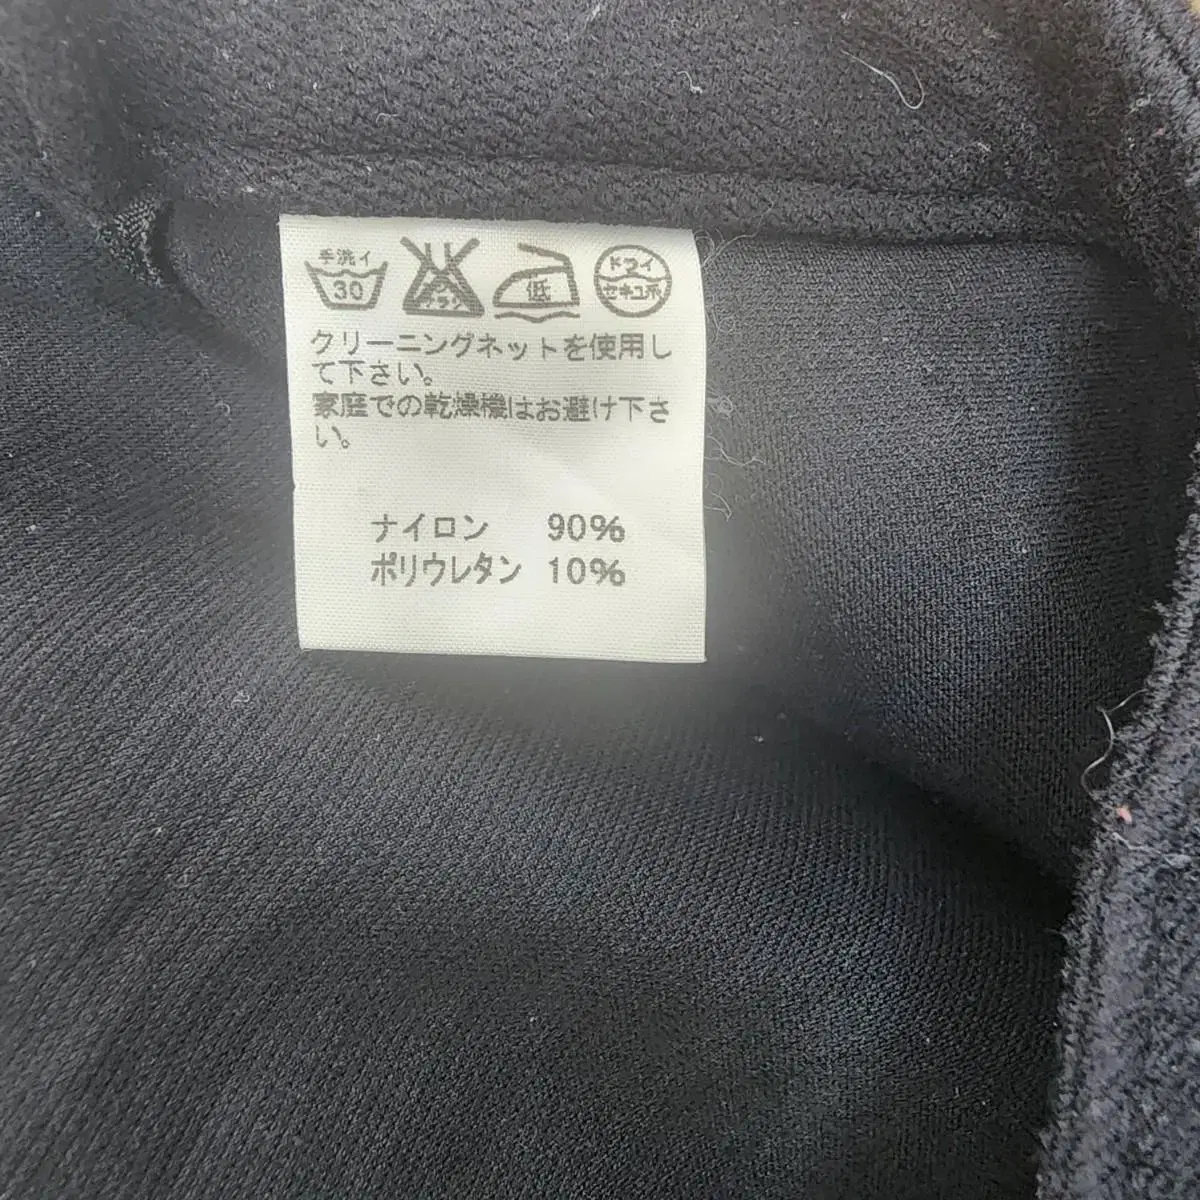 手洗イ 30 低 ドライ セキユ系
クリーニングネットを使用し
て下さい。
家庭での乾燥機はお避け下さ
い。
ナイロン 90%
ポリウレタン 10%